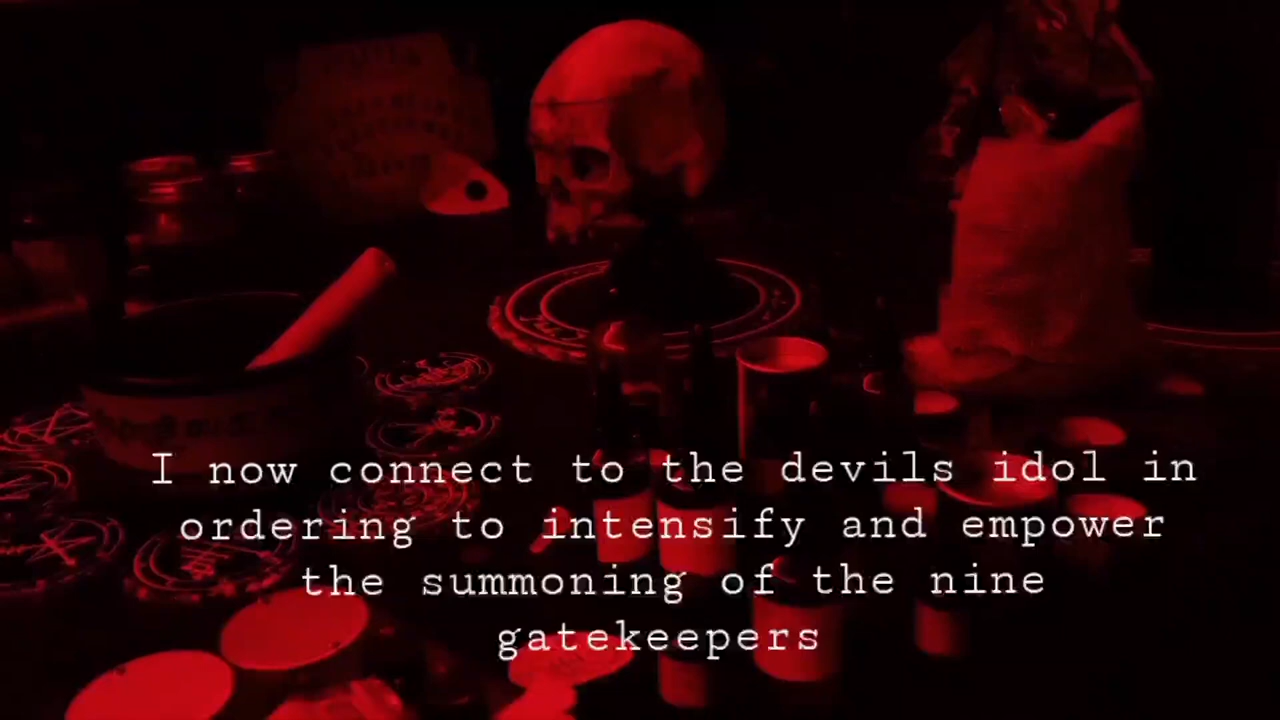 I now connect to the devils idol in
ordering to intensify and empower
the summoning of the nine
gatekeepers